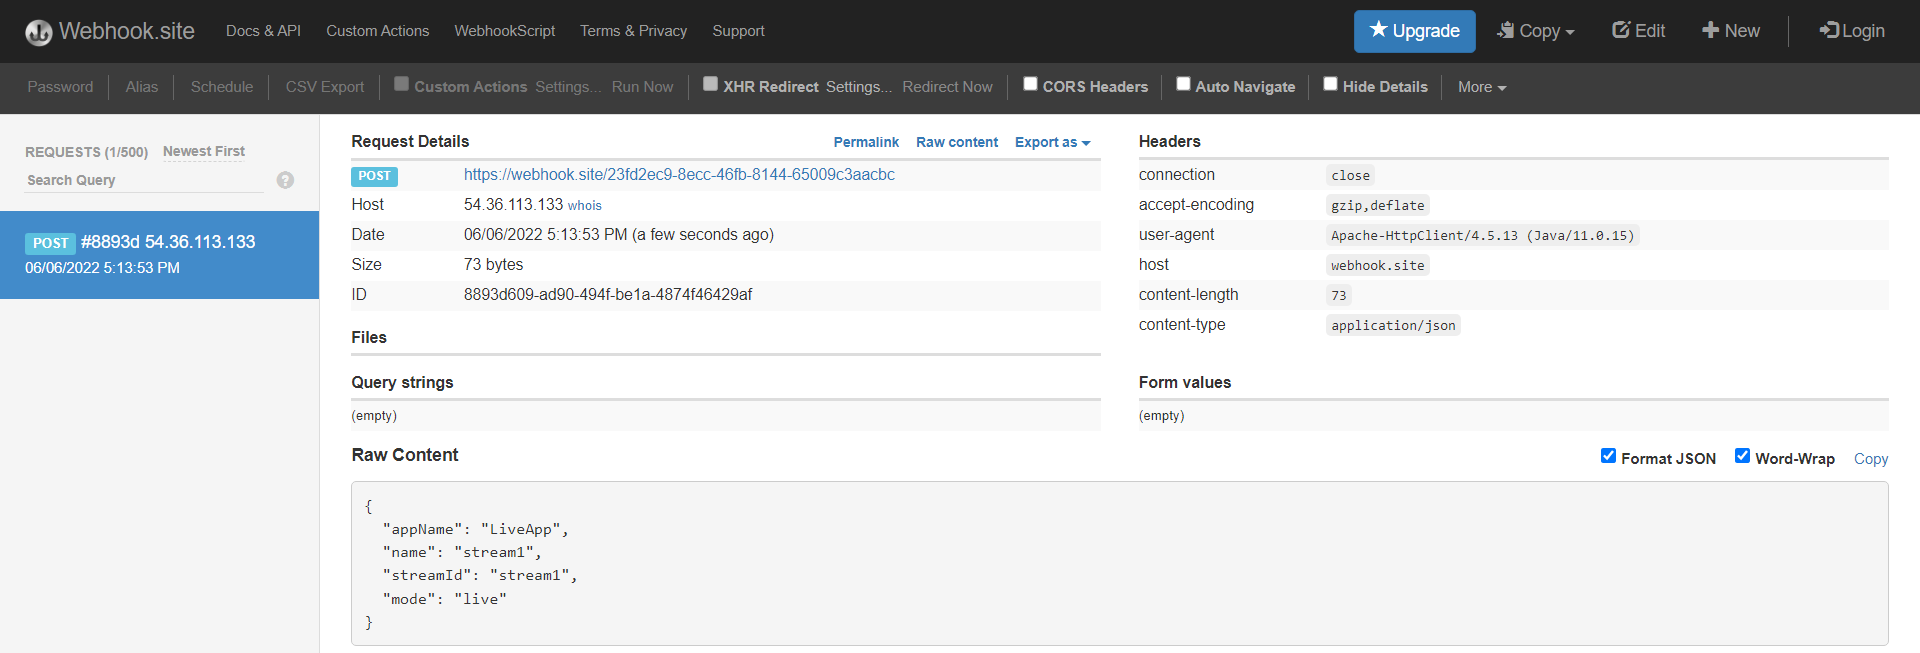 Webhook.site Docs & API Custom Actions WebhookScript Terms & Privacy Support Upgrade Copy Edit New Login
Password Alias Schedule CSV Export Custom Actions Settings... Run Now XHR Redirect Settings... Redirect Now CORS Headers Auto Navigate Hide Details More
REQUESTS (1/500) Newest First
Search Query ?
POST #8893d 54.36.113.133
06/06/2022 5:13:53 PM
Request Details Permalink Raw content Export as
POST https://webhook.site/23fd2ec9-8ecc-46fb-8144-65009c3aacbc
Host 54.36.113.133 whois
Date 06/06/2022 5:13:53 PM (a few seconds ago)
Size 73 bytes
ID 8893d609-ad90-494f-be1a-4874f46429af
Files
Headers
connection close
accept-encoding gzip,deflate
user-agent Apache-HttpClient/4.5.13 (Java/11.0.15)
host webhook.site
content-length 73
content-type application/json
Query strings
(empty)
Form values
(empty)
Raw Content Format JSON Word-Wrap Copy
{
"appName": "LiveApp",
"name": "stream1",
"streamId": "stream1",
"mode": "live"
}